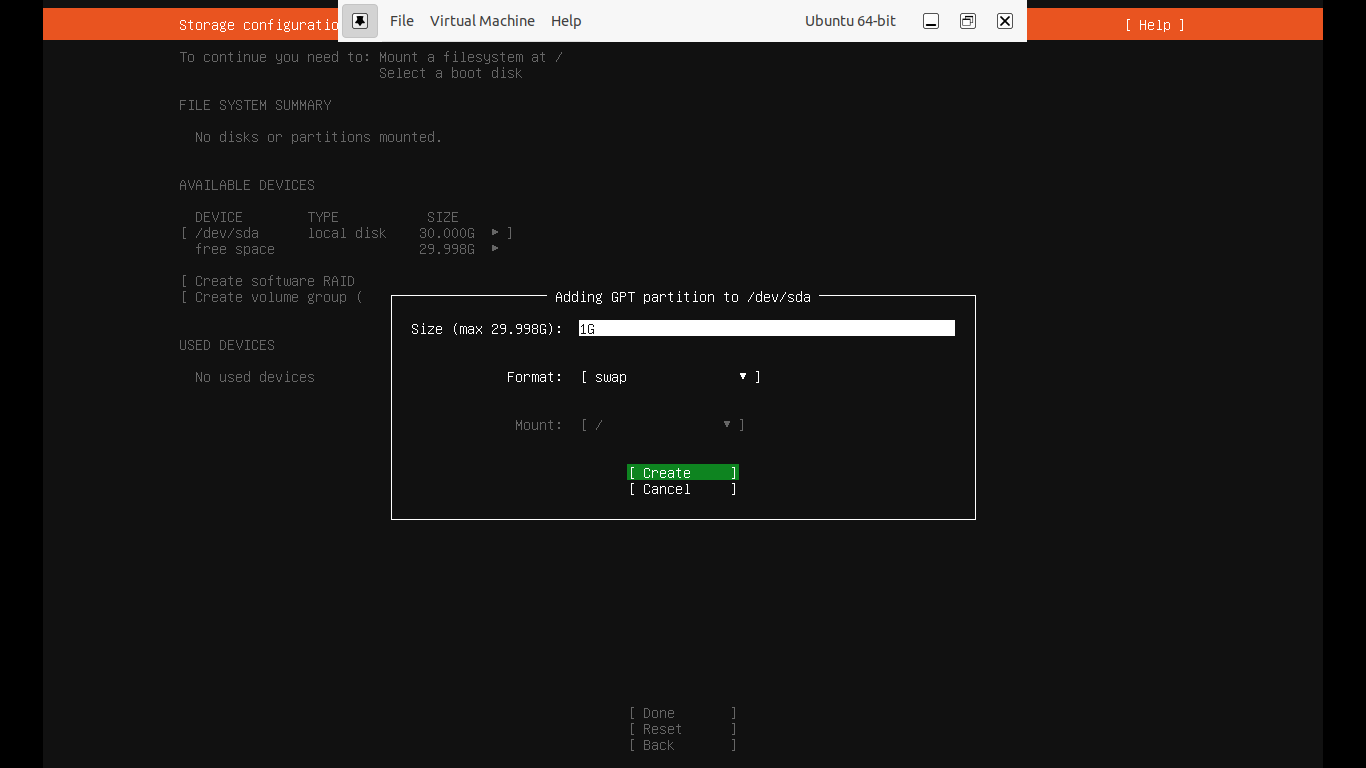 File Virtual Machine Help Ubuntu 64-bit
Storage configuratio [ Help ]
To continue you need to: Mount a filesystem at /
Select a boot disk
FILE SYSTEM SUMMARY
No disks or partitions mounted.
AVAILABLE DEVICES
DEVICE TYPE SIZE
[ /dev/sda local disk 30.000G ▸ ]
free space 29.998G ▸
[ Create software RAID
[ Create volume group (
USED DEVICES
No used devices
Adding GPT partition to /dev/sda
Size (max 29.998G): 1G
Format: [ swap ▾ ]
Mount: [ / ▾ ]
[ Create ]
[ Cancel ]
[ Done ]
[ Reset ]
[ Back ]